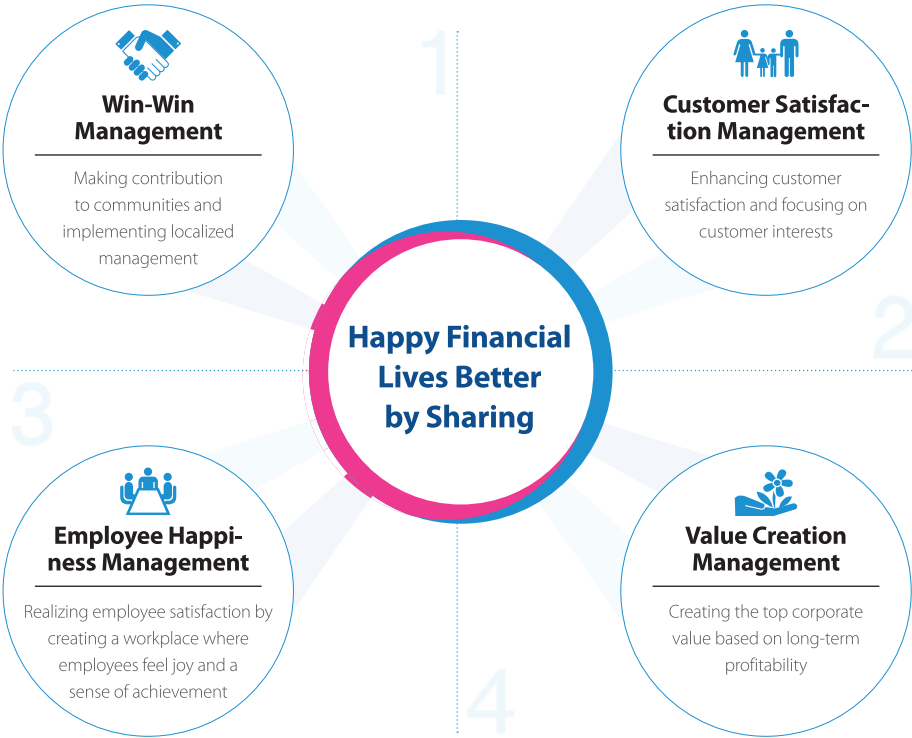 1
Win-Win
Management
Making contribution
to communities and
implementing localized
management
Customer Satisfac-
tion Management
Enhancing customer
satisfaction and focusing on
customer interests
2
Happy Financial
Lives Better
by Sharing
3
Employee Happi-
ness Management
Realizing employee satisfaction by
creating a workplace where
employees feel joy and a
sense of achievement
Value Creation
Management
Creating the top corporate
value based on long-term
profitability
4